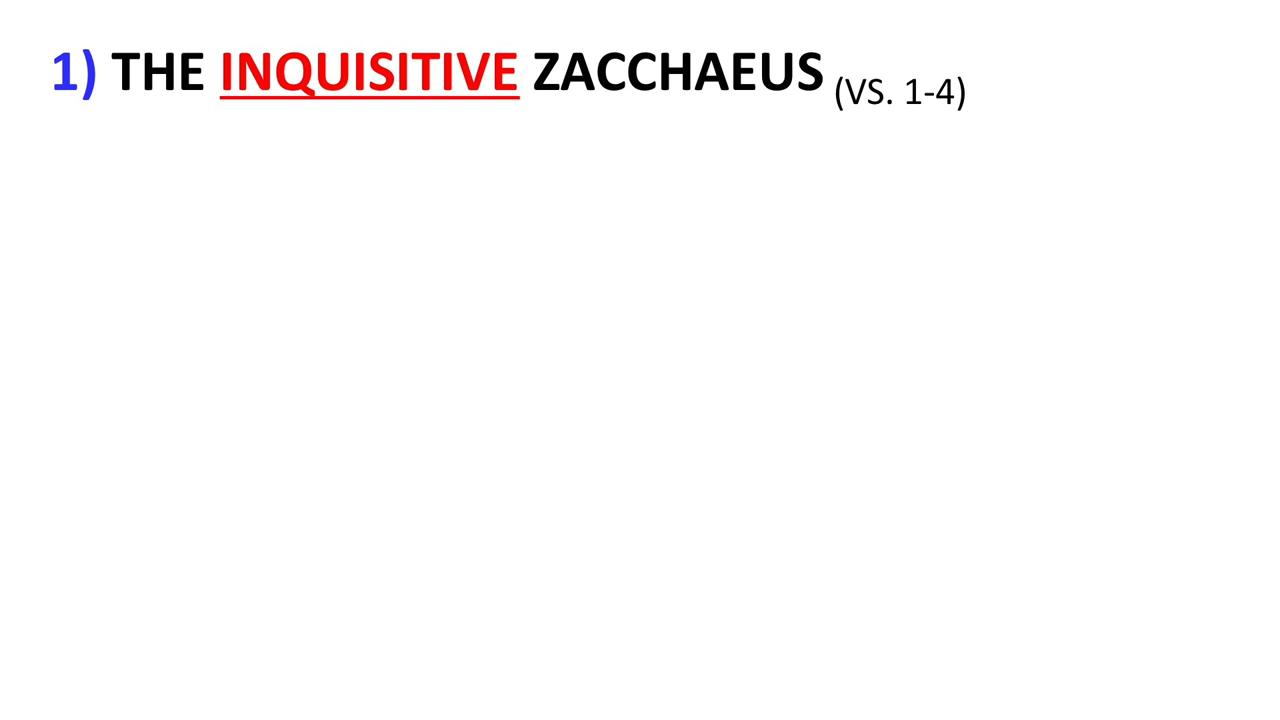 1) THE INQUISITIVE ZACCHAEUS (VS. 1-4)